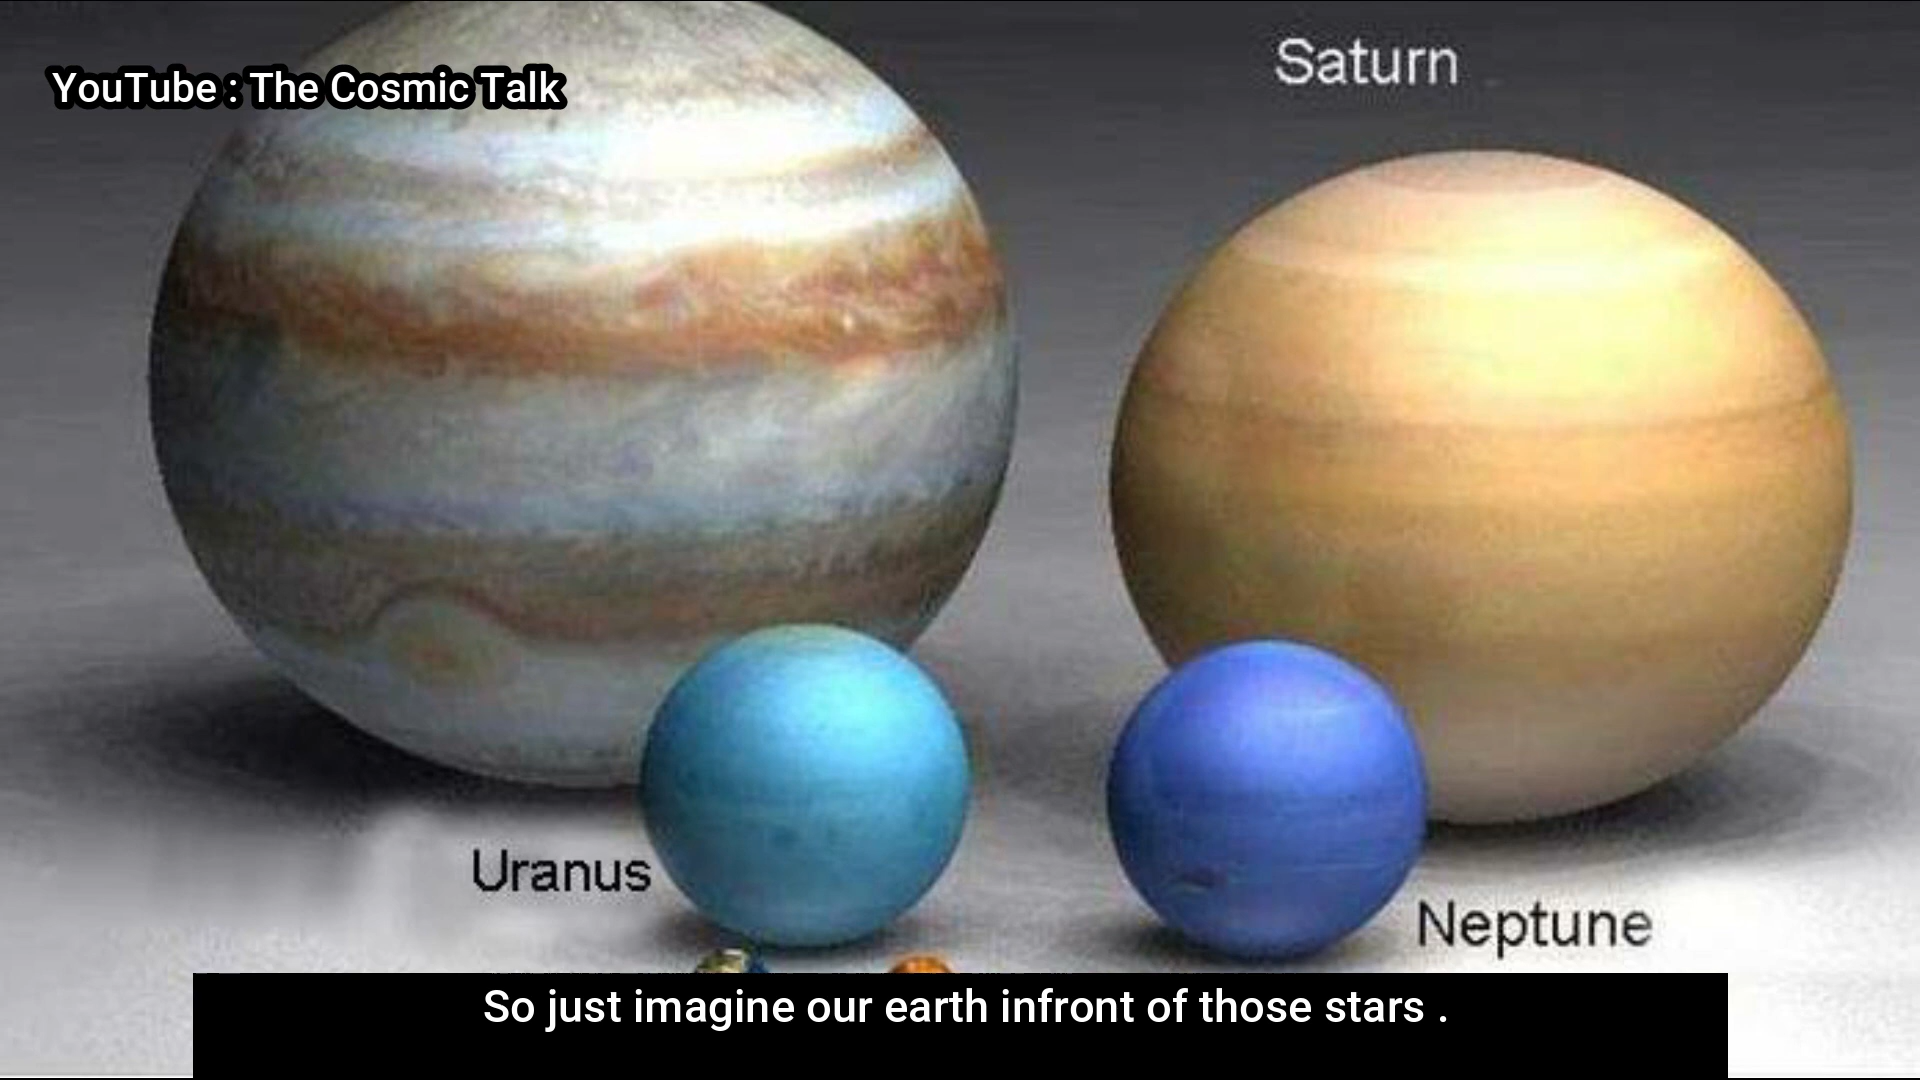 YouTube : The Cosmic Talk
Saturn
Uranus
Neptune
So just imagine our earth infront of those stars .